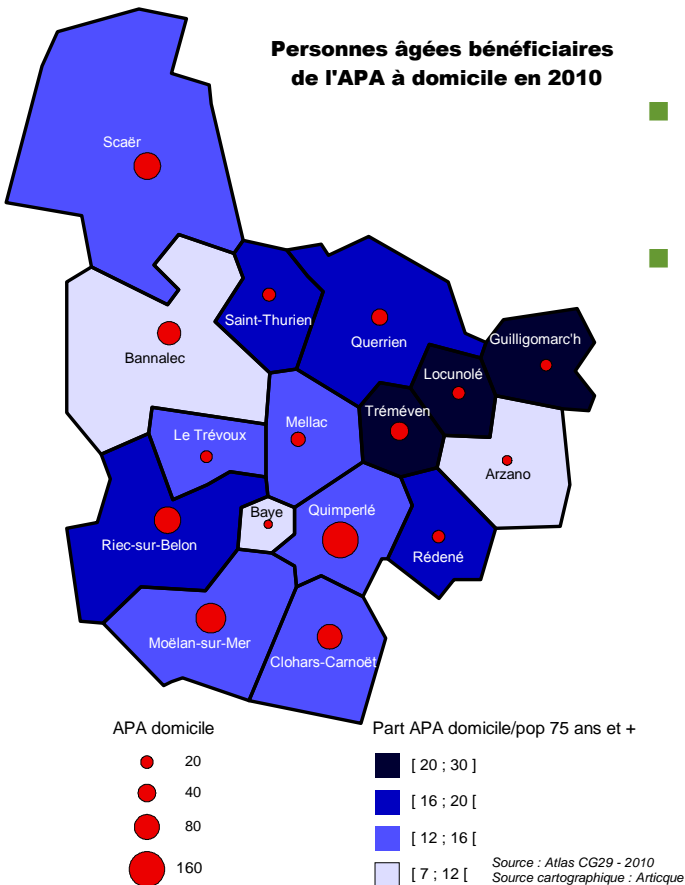 Personnes âgées bénéficiaires
de l'APA à domicile en 2010
Scaër
Saint-Thurien
Querrien
Guilligomarc'h
Bannalec
Locunolé
Tréméven
Mellac
Le Trévoux
Arzano
Baye
Quimperlé
Riec-sur-Belon
Rédené
Moëlan-sur-Mer
Clohars-Carnoët
APA domicile
20
40
80
160
Part APA domicile/pop 75 ans et +
[ 20 ; 30 ]
[ 16 ; 20 [
[ 12 ; 16 [
[ 7 ; 12 [
Source : Atlas CG29 - 2010
Source cartographique : Articque